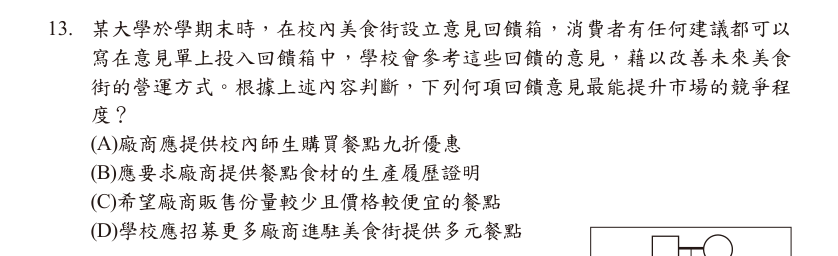 13. 某大學於學期末時，在校內美食街設立意見回饋箱，消費者有任何建議都可以
寫在意見單上投入回饋箱中，學校會參考這些回饋的意見，藉以改善未來美食
街的營運方式。根據上述內容判斷，下列何項回饋意見最能提升市場的競爭程
度？
(A)廠商應提供校內師生購買餐點九折優惠
(B)應要求廠商提供餐點食材的生產履歷證明
(C)希望廠商販售份量較少且價格較便宜的餐點
(D)學校應招募更多廠商進駐美食街提供多元餐點